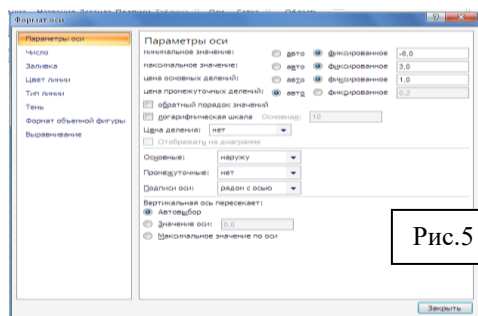 Формат оси
Параметры оси
Число
Заливка
Цвет линии
Тип линии
Тень
Формат объемной фигуры
Выравнивание
Параметры оси
минимальное значение: авто фиксированное -6,0
максимальное значение: авто фиксированное 3,0
цена основных делений: авто фиксированное 1,0
цена промежуточных делений: авто фиксированное 0,2
обратный порядок значений
логарифмическая шкала Основная: 10
Цена деления: нет
Отображать на диаграмме
Основные: наружу
Промежуточные: нет
Подписи оси: рядом с осью
Вертикальная ось пересекает:
Автовыбор
Значение оси: 0,0
Максимальное значение по оси
Рис.5
Закрыть